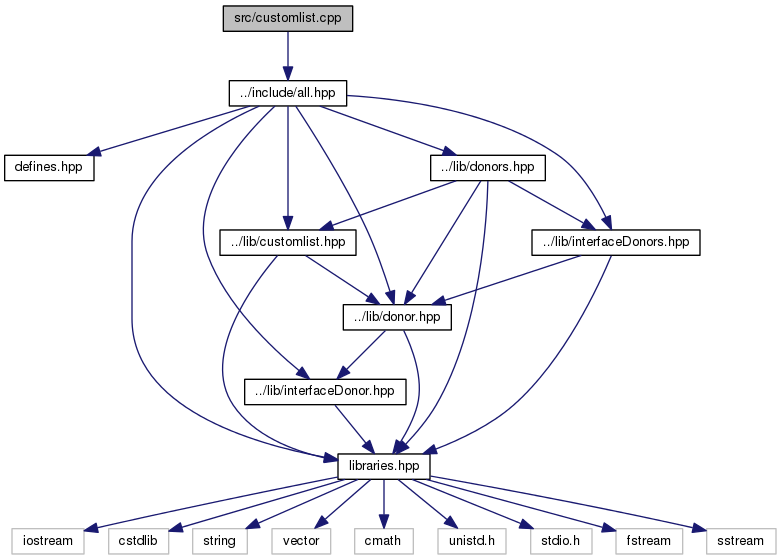 src/customlist.cpp
../include/all.hpp
defines.hpp
../lib/donors.hpp
../lib/customlist.hpp
../lib/interfaceDonors.hpp
../lib/donor.hpp
../lib/interfaceDonor.hpp
libraries.hpp
iostream
cstdlib
string
vector
cmath
unistd.h
stdio.h
fstream
sstream